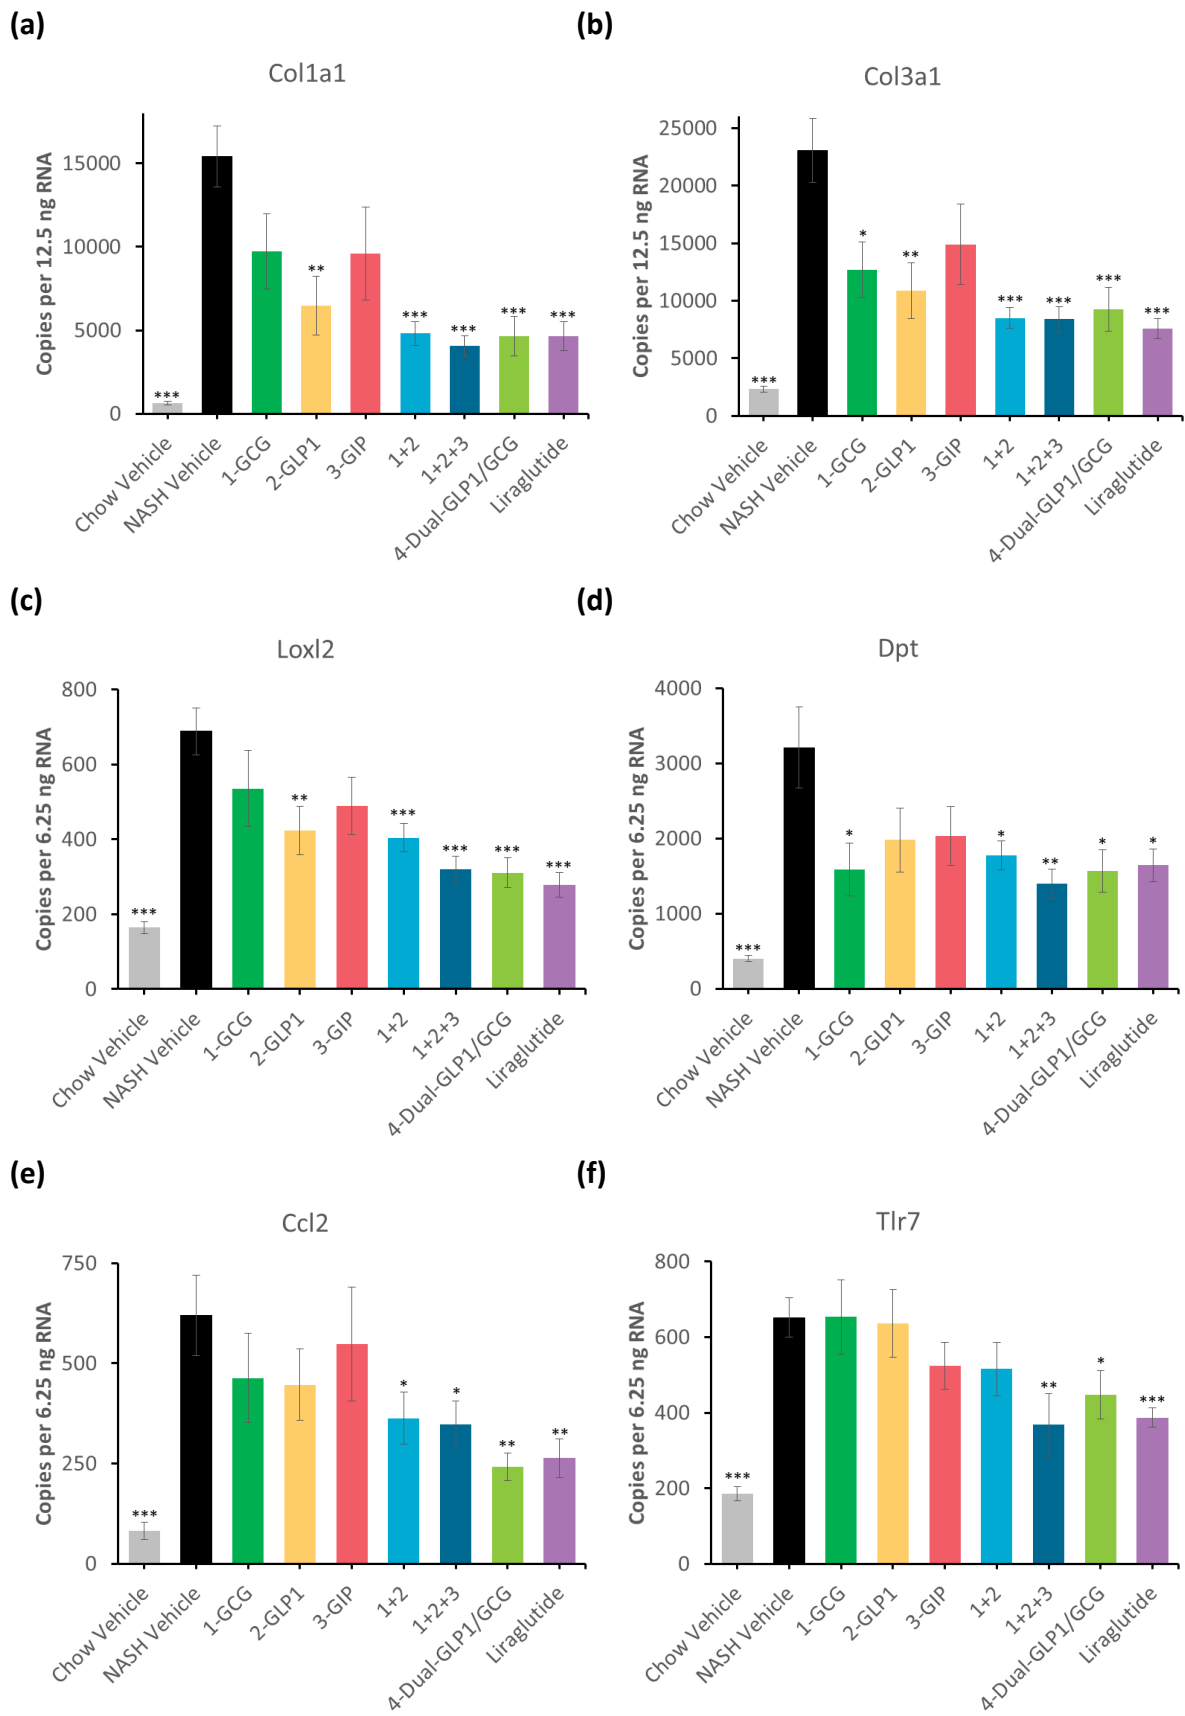 (a)
Col1a1
Copies per 12.5 ng RNA
15000
10000
5000
0
***
**
***
***
***
***
Chow Vehicle
NASH Vehicle
1-GCG
2-GLP1
3-GIP
1+2
1+2+3
4-Dual-GLP1/GCG
Liraglutide
(b)
Col3a1
Copies per 12.5 ng RNA
25000
20000
15000
10000
5000
0
***
*
**
***
***
***
***
Chow Vehicle
NASH Vehicle
1-GCG
2-GLP1
3-GIP
1+2
1+2+3
4-Dual-GLP1/GCG
Liraglutide
(c)
Loxl2
Copies per 6.25 ng RNA
800
600
400
200
0
***
**
***
***
***
***
Chow Vehicle
NASH Vehicle
1-GCG
2-GLP1
3-GIP
1+2
1+2+3
4-Dual-GLP1/GCG
Liraglutide
(d)
Dpt
Copies per 6.25 ng RNA
4000
3000
2000
1000
0
***
*
*
**
*
*
Chow Vehicle
NASH Vehicle
1-GCG
2-GLP1
3-GIP
1+2
1+2+3
4-Dual-GLP1/GCG
Liraglutide
(e)
Ccl2
Copies per 6.25 ng RNA
750
500
250
0
***
*
*
**
**
Chow Vehicle
NASH Vehicle
1-GCG
2-GLP1
3-GIP
1+2
1+2+3
4-Dual-GLP1/GCG
Liraglutide
(f)
Tlr7
Copies per 6.25 ng RNA
800
600
400
200
0
***
**
*
***
Chow Vehicle
NASH Vehicle
1-GCG
2-GLP1
3-GIP
1+2
1+2+3
4-Dual-GLP1/GCG
Liraglutide